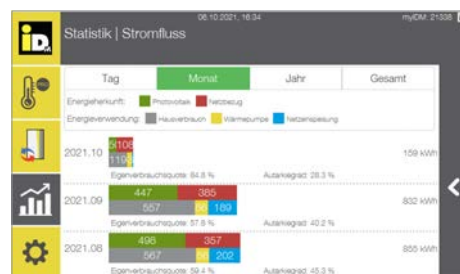 08.10.2021, 16:34 myIDM: 21338
iD
Statistik | Stromfluss
Tag Monat Jahr Gesamt
Energieherkunft: Photovoltaik Netzbezug
Energieverwendung: Hausverbrauch Wärmepumpe Netzeinspeisung
2021.10 108 159 kWh
Eigenverbrauchsquote: 84.8 % Autarkiegrad: 28.3 %
447 385
2021.09 832 kWh
557 189
Eigenverbrauchsquote: 57.8 % Autarkiegrad: 40.2 %
498 357
2021.08 855 kWh
567 202
Eigenverbrauchsquote: 59.4 % Autarkiegrad: 45.3 %